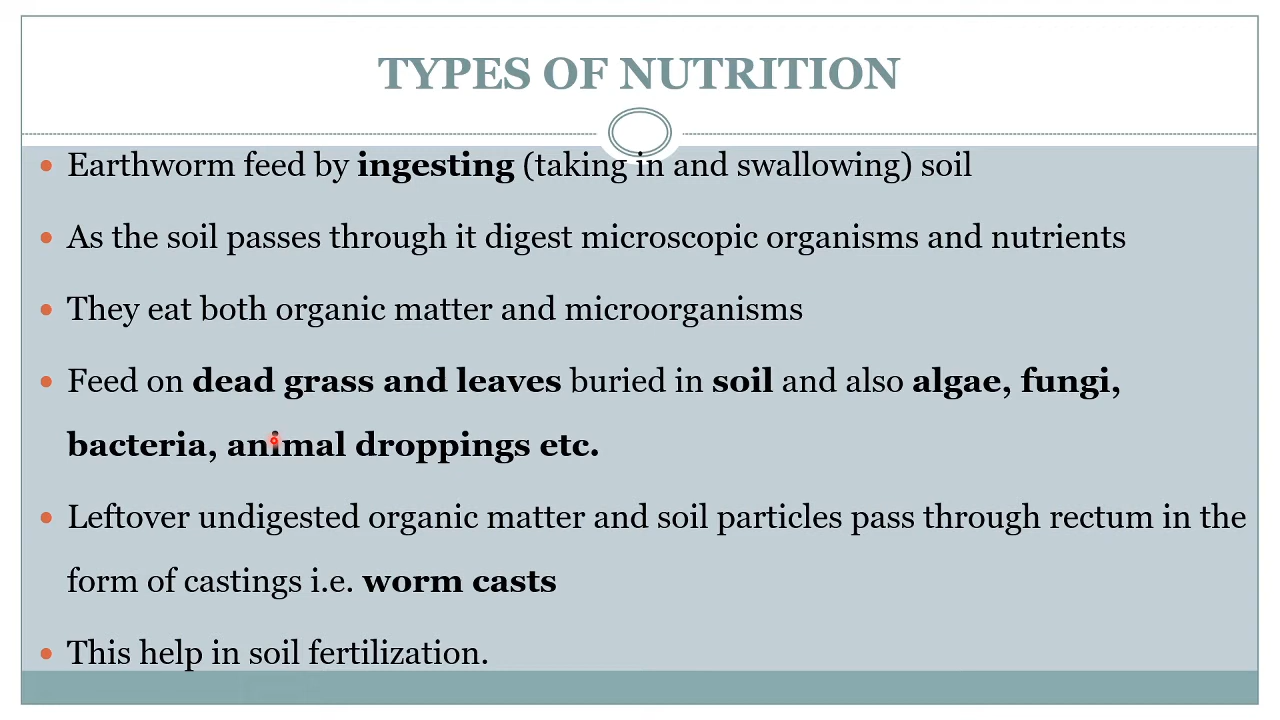 TYPES OF NUTRITION
• Earthworm feed by ingesting (taking in and swallowing) soil
• As the soil passes through it digest microscopic organisms and nutrients
• They eat both organic matter and microorganisms
• Feed on dead grass and leaves buried in soil and also algae, fungi,
bacteria, animal droppings etc.
• Leftover undigested organic matter and soil particles pass through rectum in the
form of castings i.e. worm casts
• This help in soil fertilization.